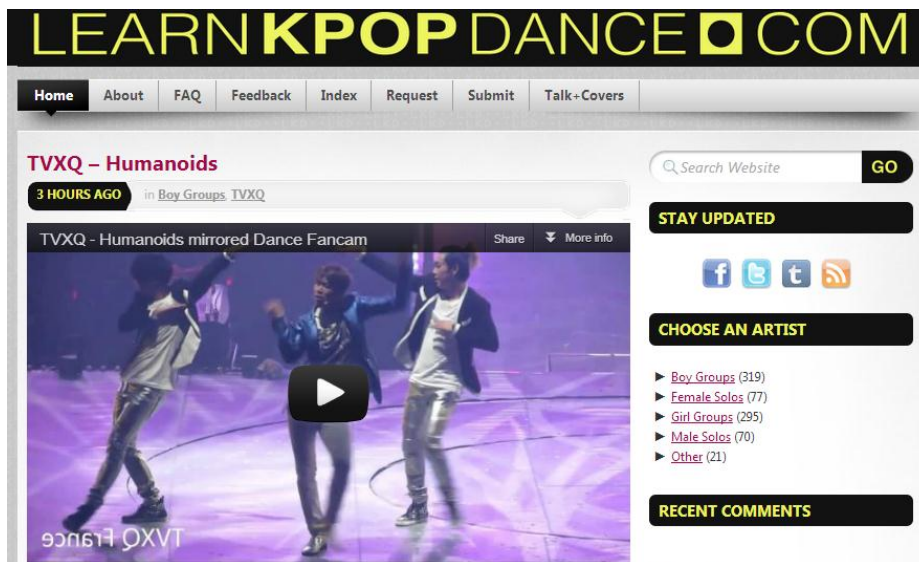 LEARNKPOPDANCE.COM
Home About FAQ Feedback Index Request Submit Talk+Covers
TVXQ – Humanoids
3 HOURS AGO in Boy Groups, TVXQ
TVXQ - Humanoids mirrored Dance Fancam Share More info
TVXQ France
Search Website GO
STAY UPDATED
f t t
CHOOSE AN ARTIST
► Boy Groups (319)
► Female Solos (77)
► Girl Groups (295)
► Male Solos (70)
► Other (21)
RECENT COMMENTS